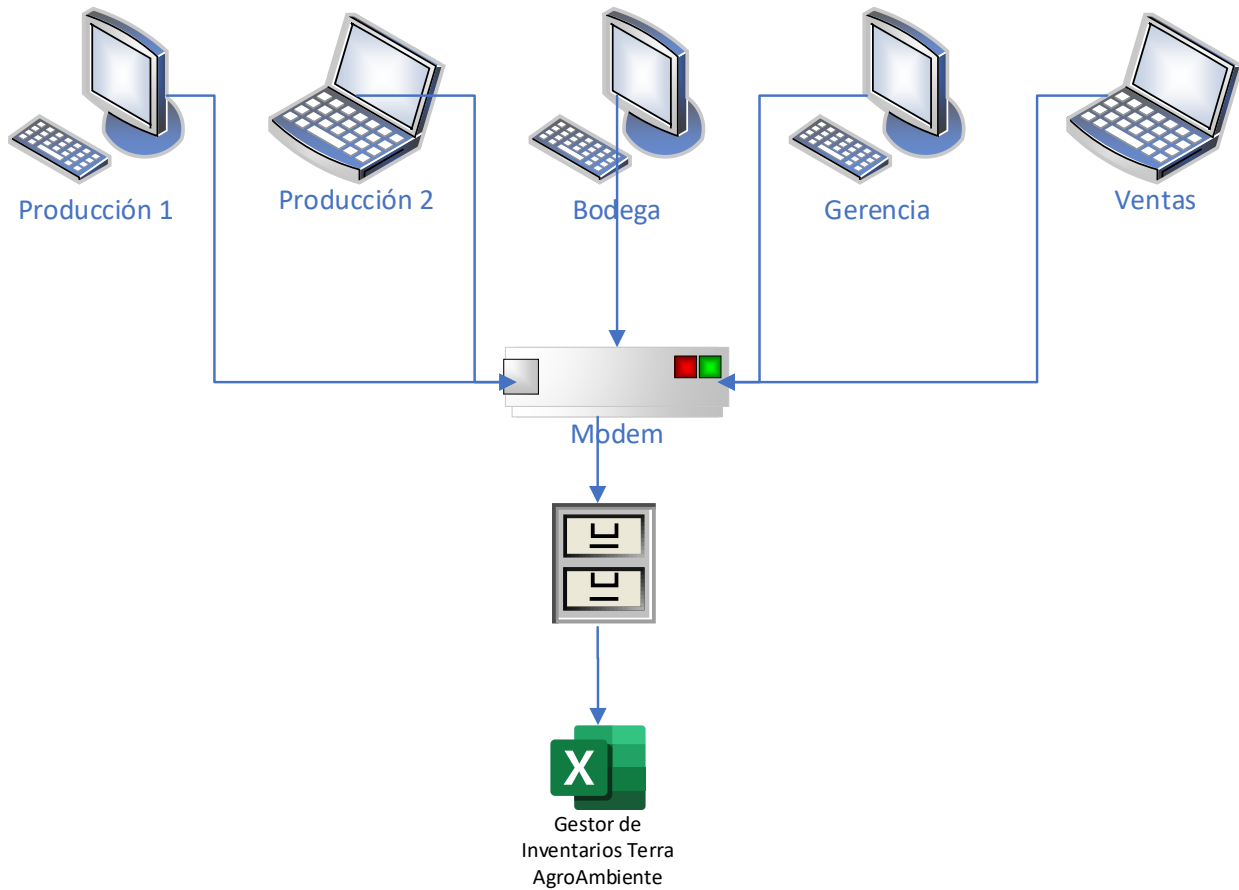 Producción 1
Producción 2
Bodega
Gerencia
Ventas
Modem
X
Gestor de
Inventarios Terra
AgroAmbiente